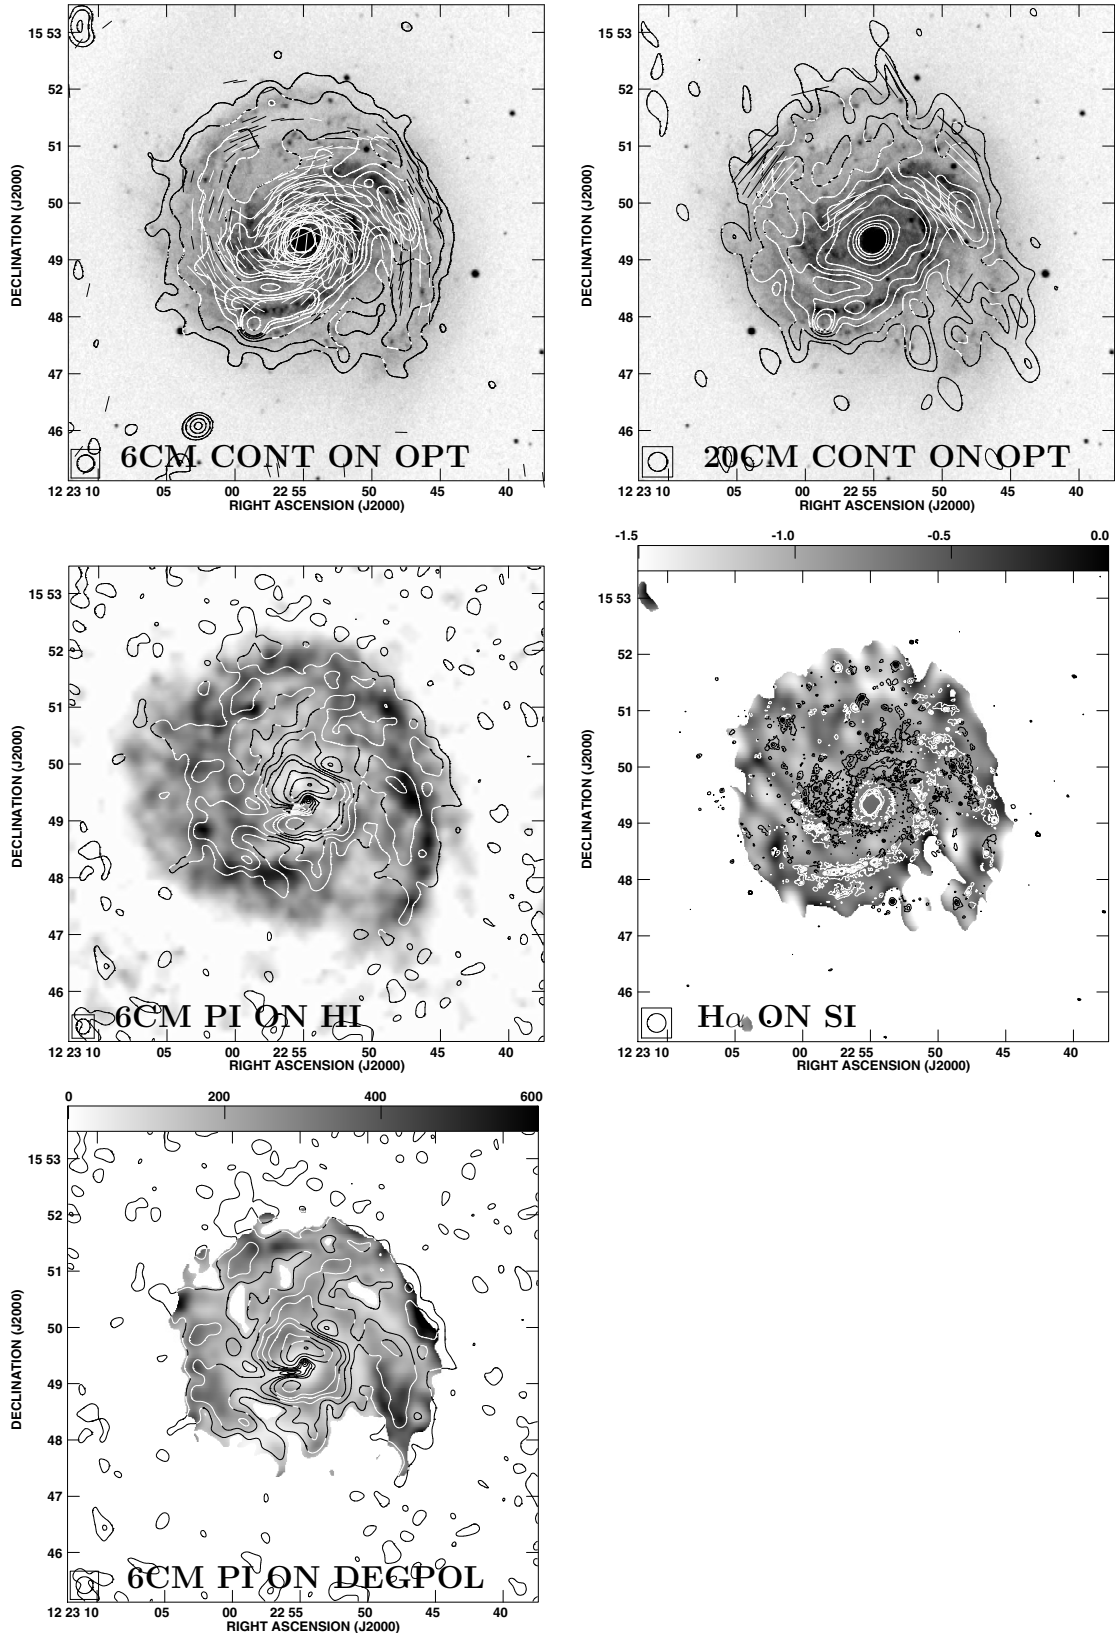 15 53
52
51
50
49
48
47
46
DECLINATION (J2000)
6CM CONT ON OPT
12 23 10 05 00 22 55 50 45 40
RIGHT ASCENSION (J2000)
15 53
52
51
50
49
48
47
46
DECLINATION (J2000)
20CM CONT ON OPT
12 23 10 05 00 22 55 50 45 40
RIGHT ASCENSION (J2000)
15 53
52
51
50
49
48
47
46
DECLINATION (J2000)
6CM PI ON HI
12 23 10 05 00 22 55 50 45 40
RIGHT ASCENSION (J2000)
-1.5 -1.0 -0.5 0.0
15 53
52
51
50
49
48
47
46
DECLINATION (J2000)
Hα ON SI
12 23 10 05 00 22 55 50 45 40
RIGHT ASCENSION (J2000)
0 200 400 600
15 53
52
51
50
49
48
47
46
DECLINATION (J2000)
6CM PI ON DEGPOL
12 23 10 05 00 22 55 50 45 40
RIGHT ASCENSION (J2000)